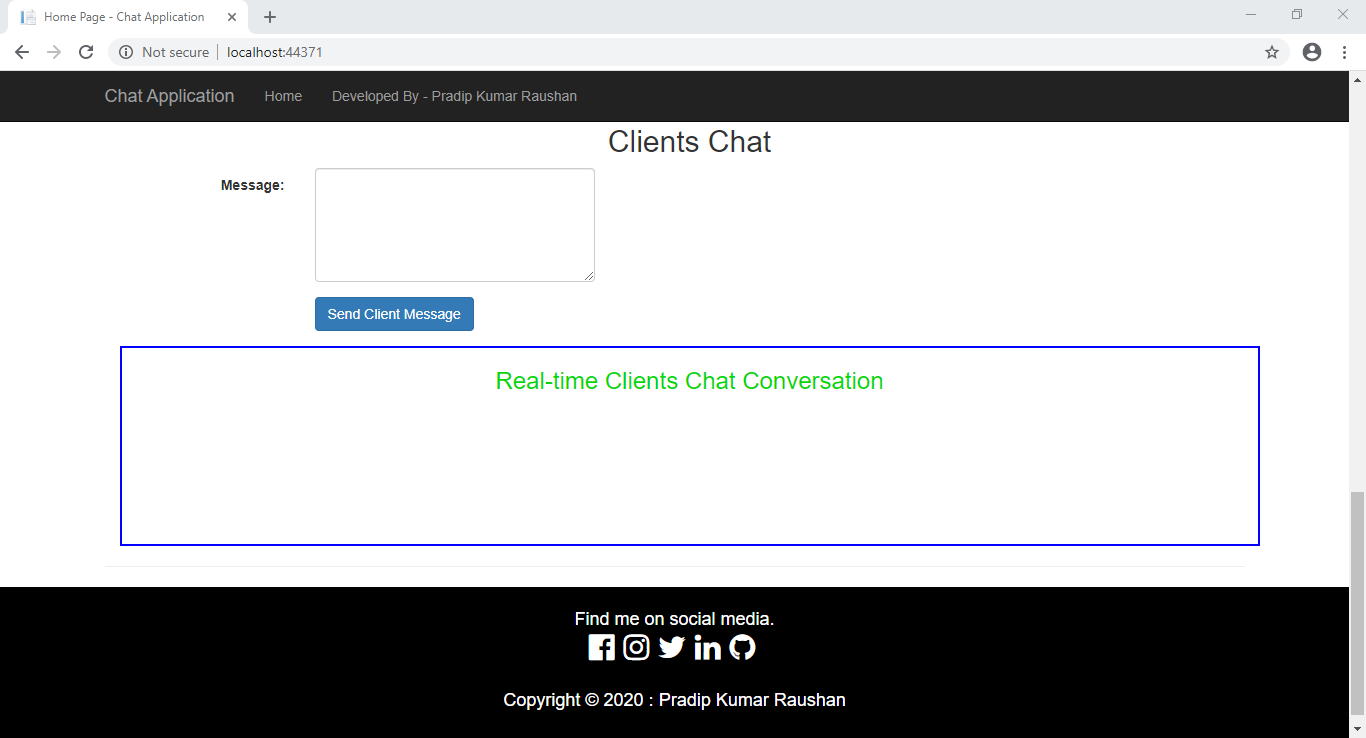 Home Page - Chat Application
Not secure localhost:44371
Chat Application Home Developed By - Pradip Kumar Raushan
Clients Chat
Message:
Send Client Message
Real-time Clients Chat Conversation
Find me on social media.
Copyright © 2020 : Pradip Kumar Raushan